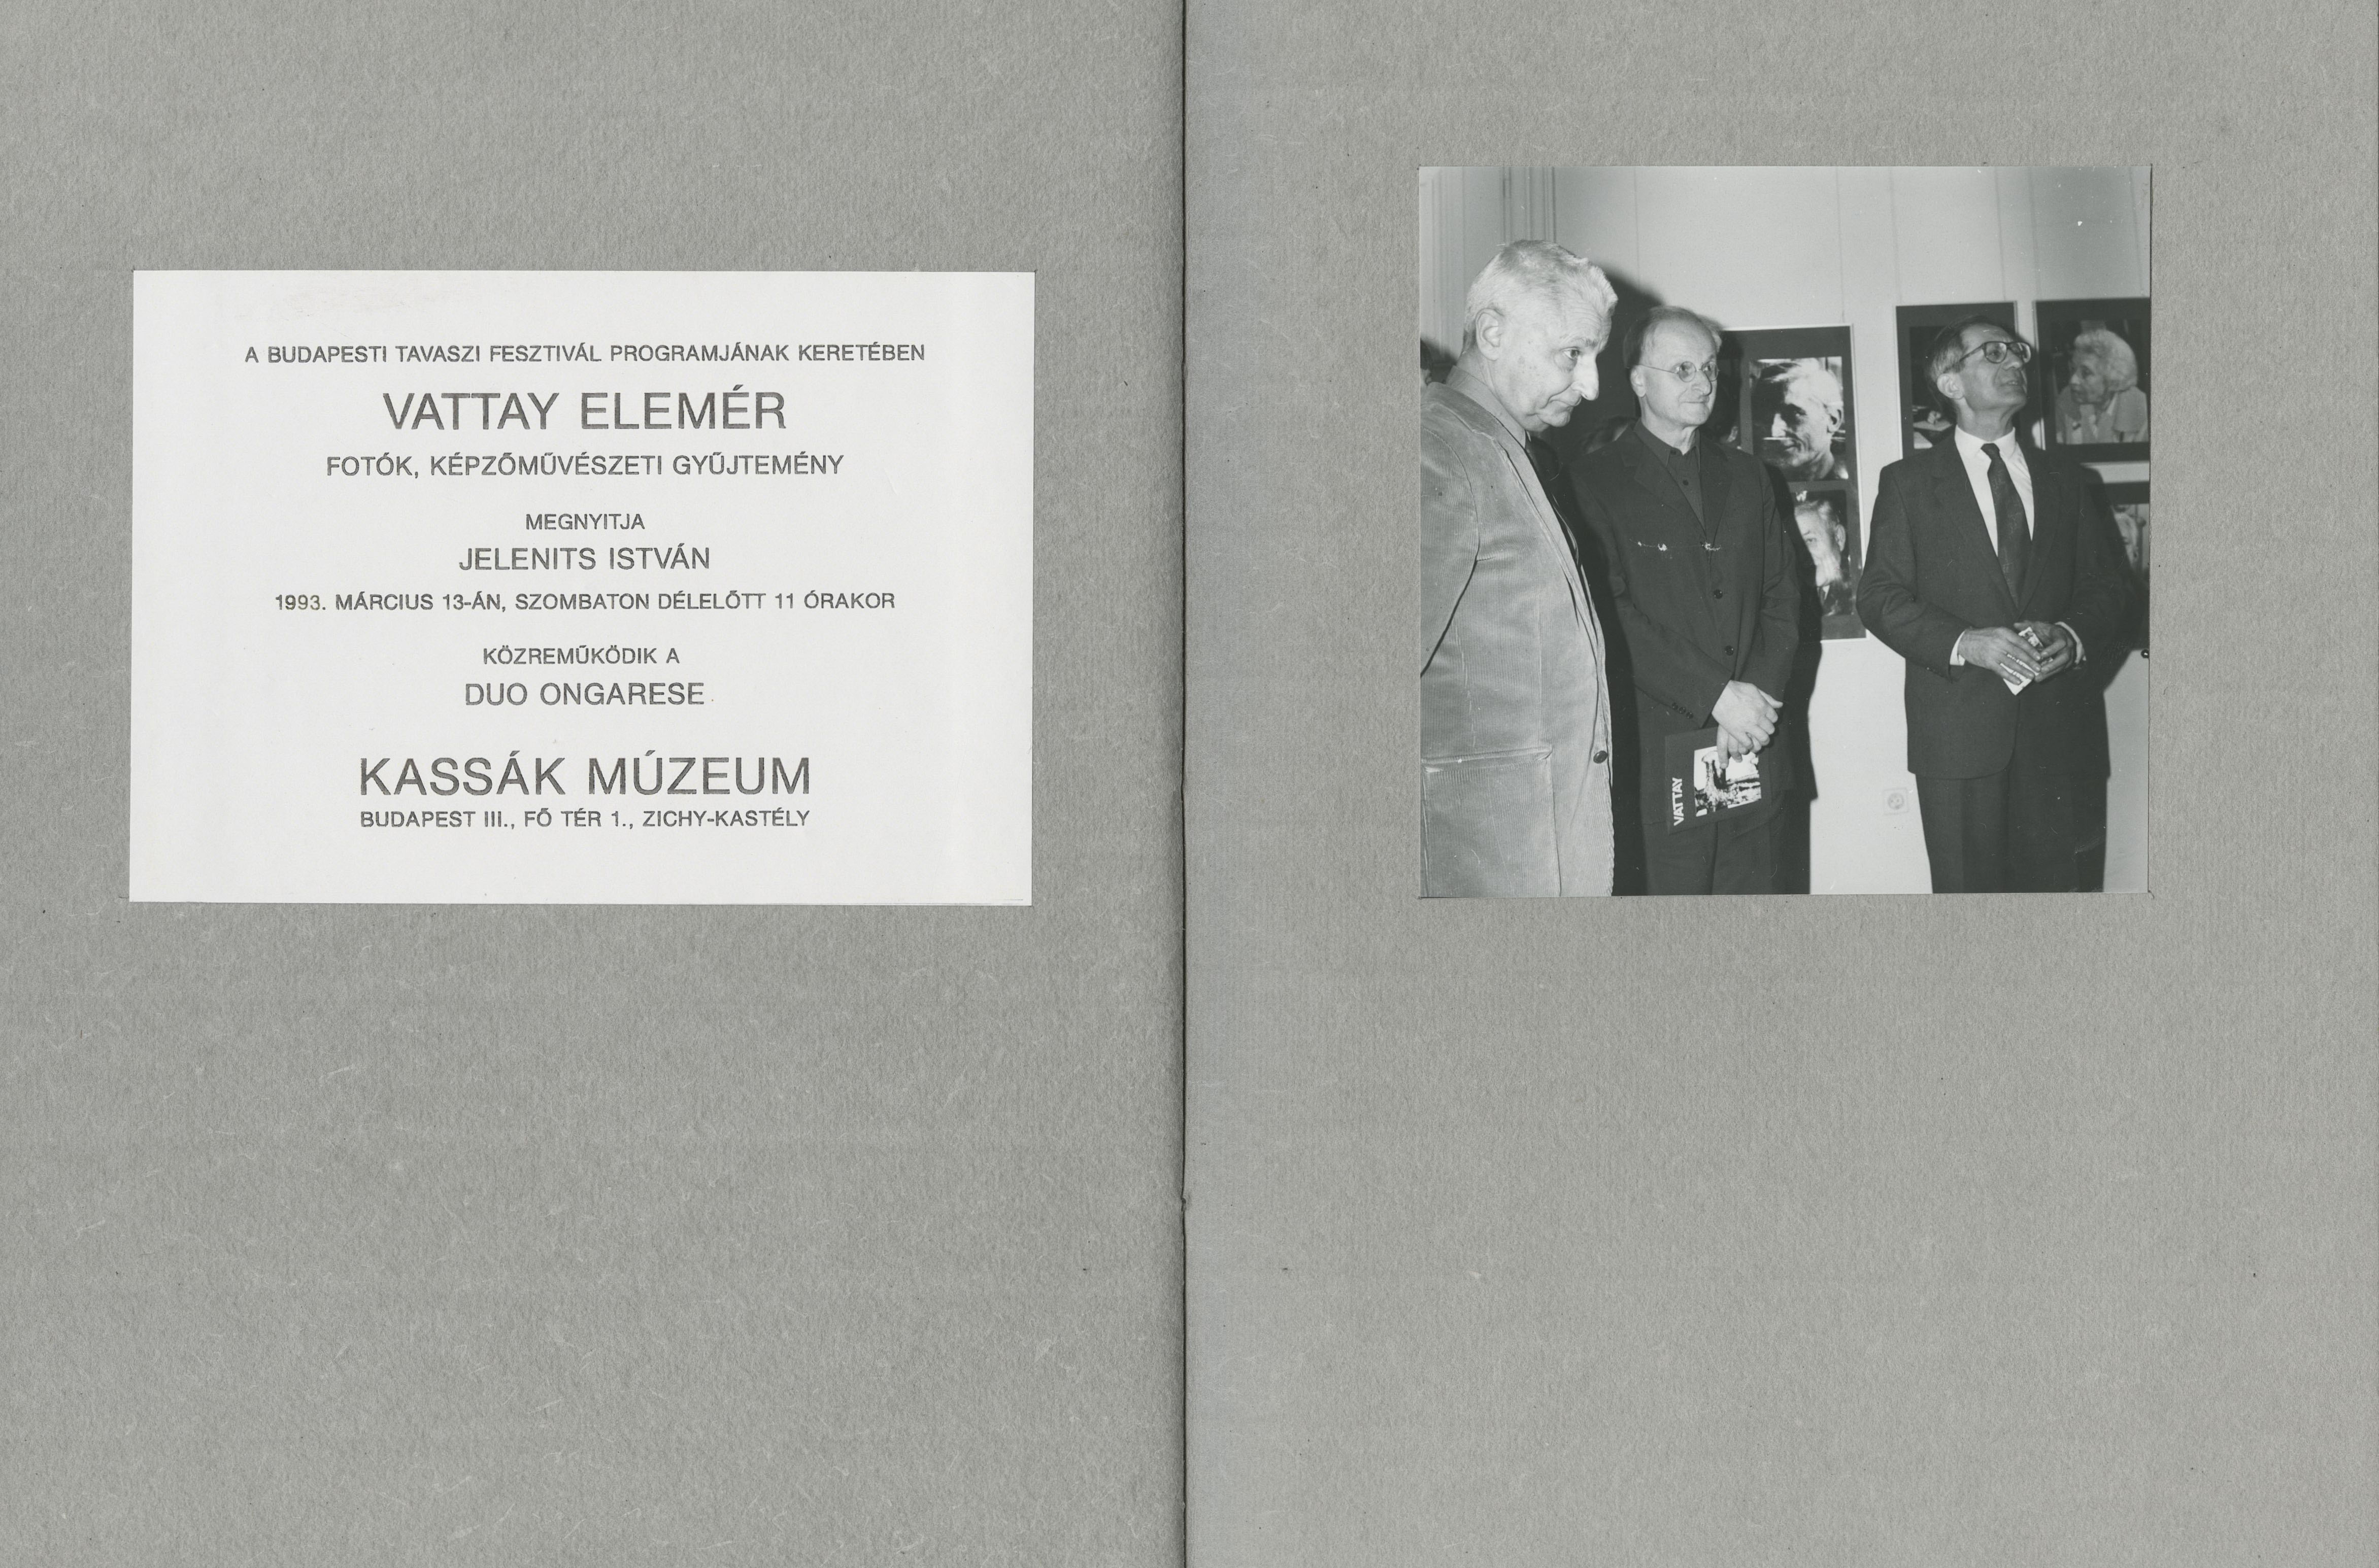 A BUDAPESTI TAVASZI FESZTIVÁL PROGRAMJÁNAK KERETÉBEN
VATTAY ELEMÉR
FOTÓK, KÉPZŐMŰVÉSZETI GYŰJTEMÉNY
MEGNYITJA
JELENITS ISTVÁN
1993. MÁRCIUS 13-ÁN, SZOMBATON DÉLELŐTT 11 ÓRAKOR
KÖZREMŰKÖDIK A
DUO ONGARESE
KASSÁK MÚZEUM
BUDAPEST III., FŐ TÉR 1., ZICHY-KASTÉLY
VATTAY